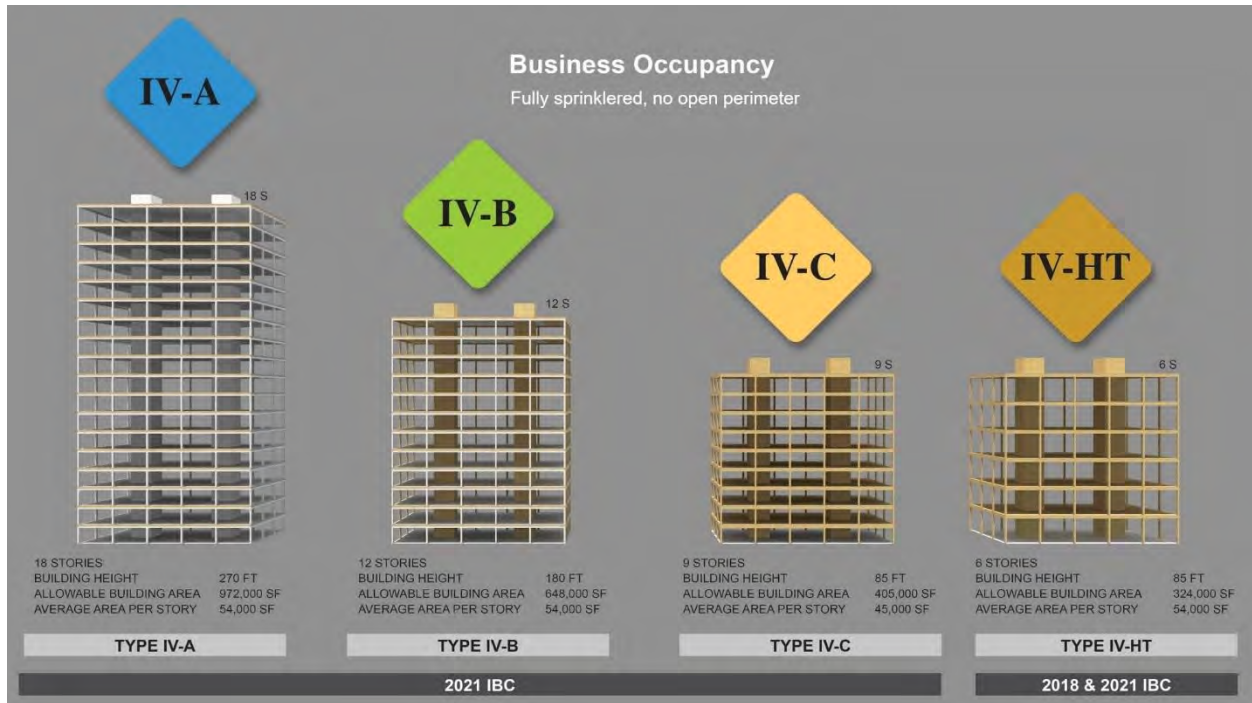 Business Occupancy
Fully sprinklered, no open perimeter
IV-A
18 S
IV-B
12 S
IV-C
9 S
IV-HT
6 S
18 STORIES
BUILDING HEIGHT 270 FT
ALLOWABLE BUILDING AREA 972,000 SF
AVERAGE AREA PER STORY 54,000 SF
TYPE IV-A
12 STORIES
BUILDING HEIGHT 180 FT
ALLOWABLE BUILDING AREA 648,000 SF
AVERAGE AREA PER STORY 54,000 SF
TYPE IV-B
9 STORIES
BUILDING HEIGHT 85 FT
ALLOWABLE BUILDING AREA 405,000 SF
AVERAGE AREA PER STORY 45,000 SF
TYPE IV-C
6 STORIES
BUILDING HEIGHT 85 FT
ALLOWABLE BUILDING AREA 324,000 SF
AVERAGE AREA PER STORY 54,000 SF
TYPE IV-HT
2021 IBC
2018 & 2021 IBC